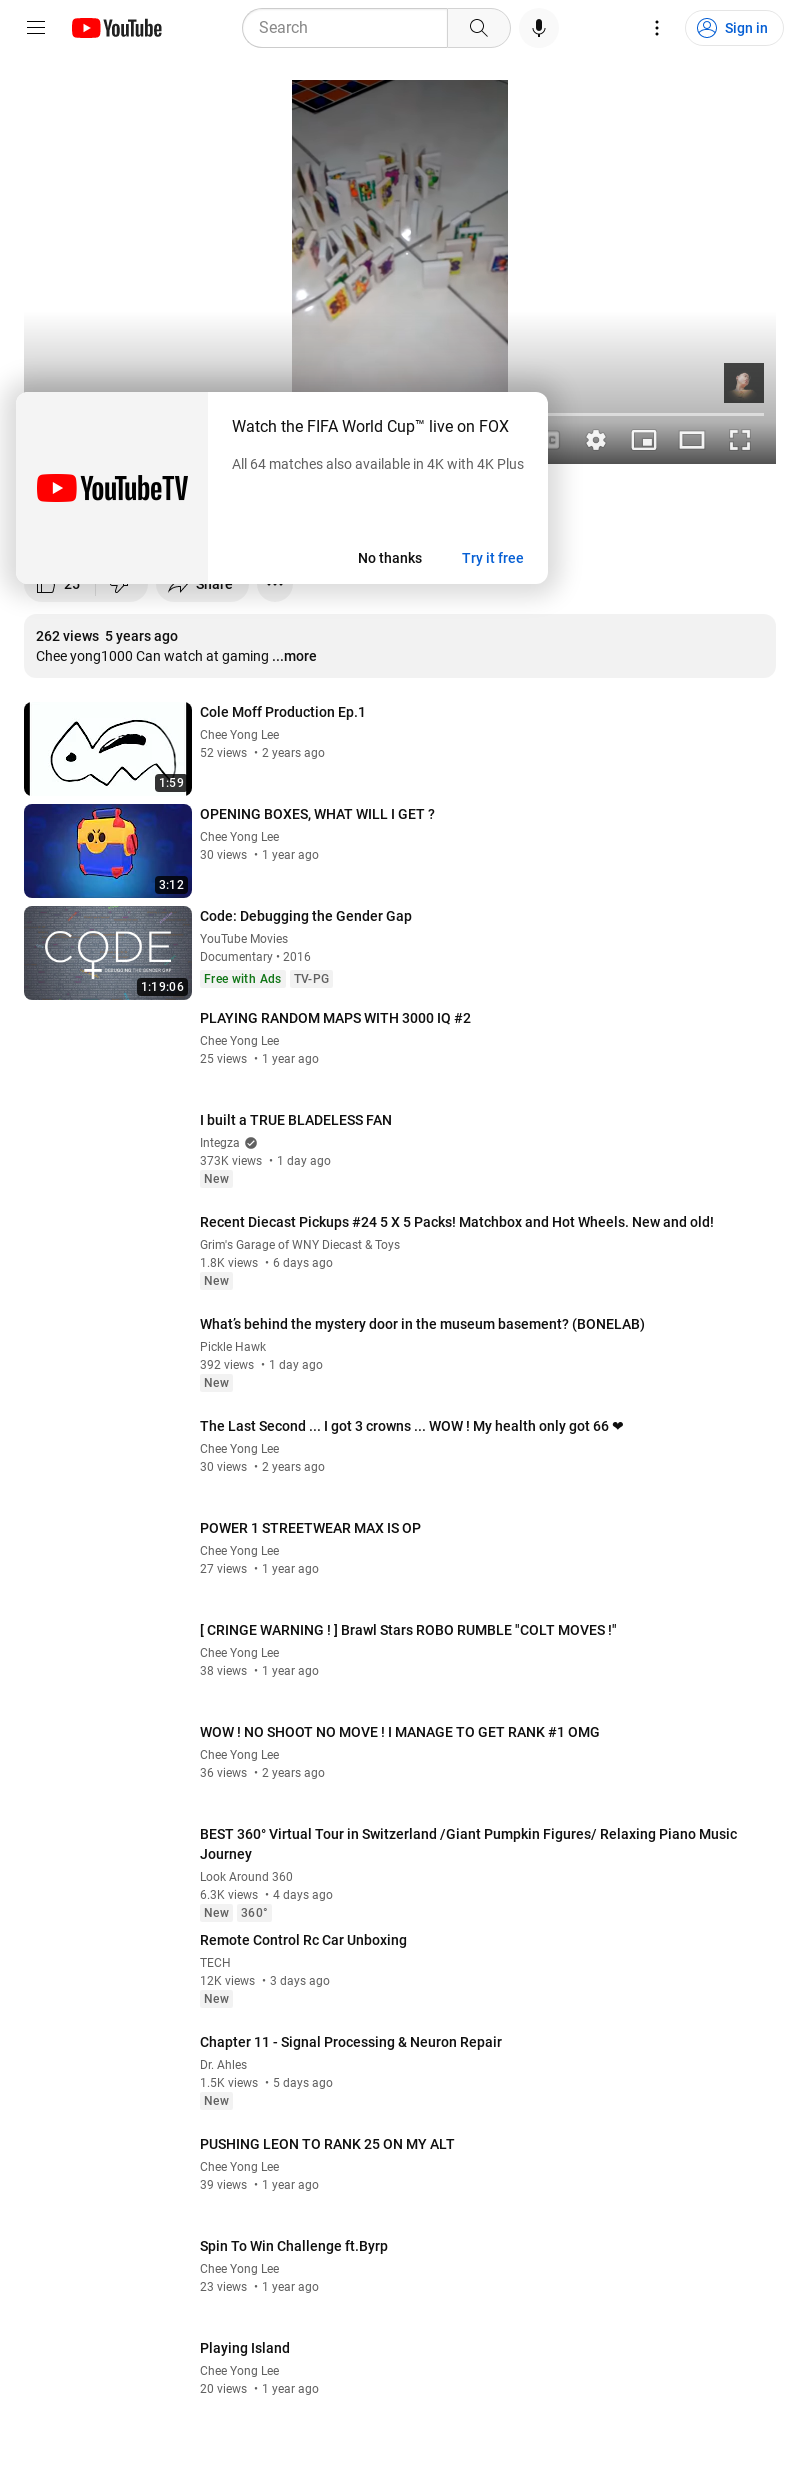 YouTube
Search
Sign in
Watch the FIFA World Cup™ live on FOX
All 64 matches also available in 4K with 4K Plus
YouTubeTV
No thanks
Try it free
25
Share
262 views 5 years ago
Chee yong1000 Can watch at gaming ...more
Cole Moff Production Ep.1
Chee Yong Lee
52 views • 2 years ago
1:59
OPENING BOXES, WHAT WILL I GET ?
Chee Yong Lee
30 views • 1 year ago
3:12
Code: Debugging the Gender Gap
YouTube Movies
Documentary • 2016
Free with Ads TV-PG
CODE
DEBUGGING THE GENDER GAP
1:19:06
PLAYING RANDOM MAPS WITH 3000 IQ #2
Chee Yong Lee
25 views • 1 year ago
I built a TRUE BLADELESS FAN
Integza
373K views • 1 day ago
New
Recent Diecast Pickups #24 5 X 5 Packs! Matchbox and Hot Wheels. New and old!
Grim's Garage of WNY Diecast & Toys
1.8K views • 6 days ago
New
What’s behind the mystery door in the museum basement? (BONELAB)
Pickle Hawk
392 views • 1 day ago
New
The Last Second ... I got 3 crowns ... WOW ! My health only got 66 ❤
Chee Yong Lee
30 views • 2 years ago
POWER 1 STREETWEAR MAX IS OP
Chee Yong Lee
27 views • 1 year ago
[ CRINGE WARNING ! ] Brawl Stars ROBO RUMBLE "COLT MOVES !"
Chee Yong Lee
38 views • 1 year ago
WOW ! NO SHOOT NO MOVE ! I MANAGE TO GET RANK #1 OMG
Chee Yong Lee
36 views • 2 years ago
BEST 360° Virtual Tour in Switzerland /Giant Pumpkin Figures/ Relaxing Piano Music
Journey
Look Around 360
6.3K views • 4 days ago
New 360°
Remote Control Rc Car Unboxing
TECH
12K views • 3 days ago
New
Chapter 11 - Signal Processing & Neuron Repair
Dr. Ahles
1.5K views • 5 days ago
New
PUSHING LEON TO RANK 25 ON MY ALT
Chee Yong Lee
39 views • 1 year ago
Spin To Win Challenge ft.Byrp
Chee Yong Lee
23 views • 1 year ago
Playing Island
Chee Yong Lee
20 views • 1 year ago